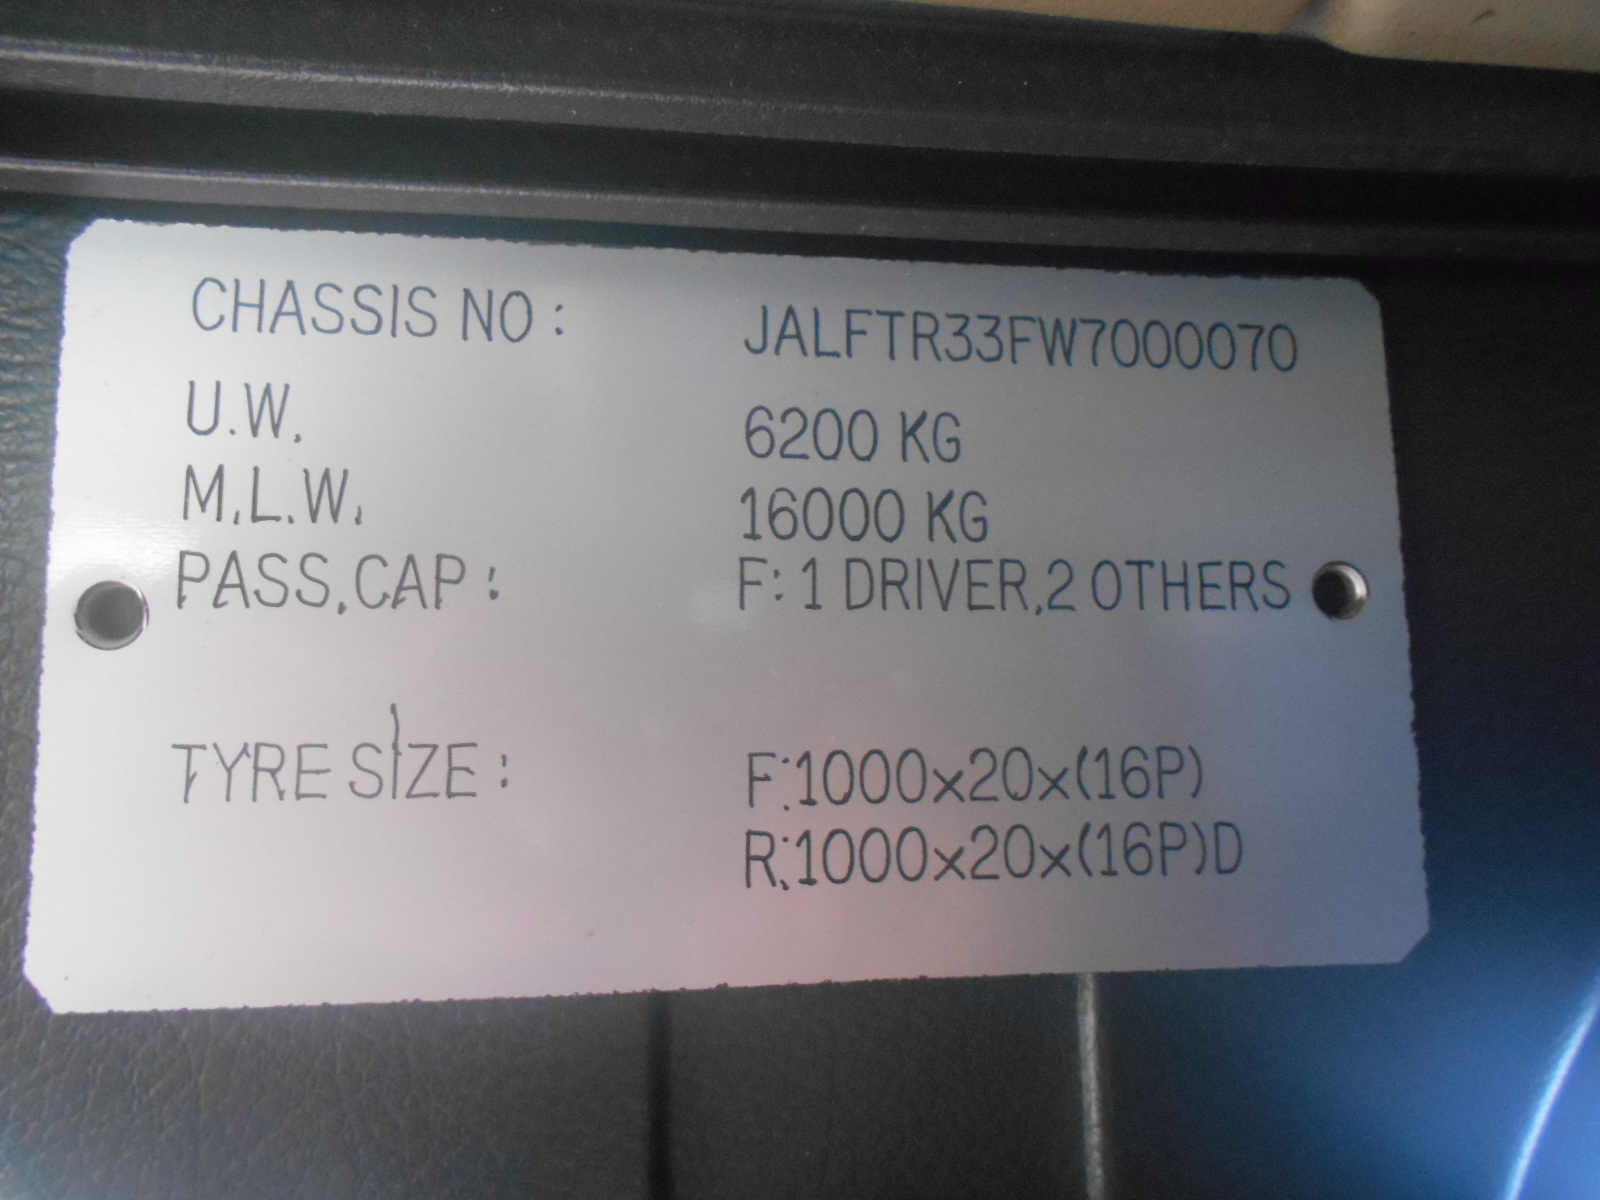 CHASSIS NO : JALFTR33FW7000070
U.W. 6200 KG
M.L.W. 16000 KG
PASS.CAP : F: 1 DRIVER,2 OTHERS
TYRE SIZE : F:1000x20x(16P)
R:1000x20x(16P)D